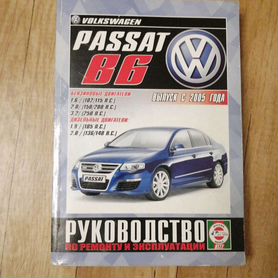 VOLKSWAGEN
PASSAT
B6
БЕНЗИНОВЫЕ ДВИГАТЕЛИ
1.6 / (102/115 Л.С.)
2.0 / (150/200 Л.С.)
3.2 / (250 Л.С.)
ДИЗЕЛЬНЫЕ ДВИГАТЕЛИ
1.9 / (105 Л.С.)
2.0 / (136/140 Л.С.)
ВЫПУСК С 2005 ГОДА
PASSAT
РУКОВОДСТВО
ПО РЕМОНТУ И ЭКСПЛУАТАЦИИ